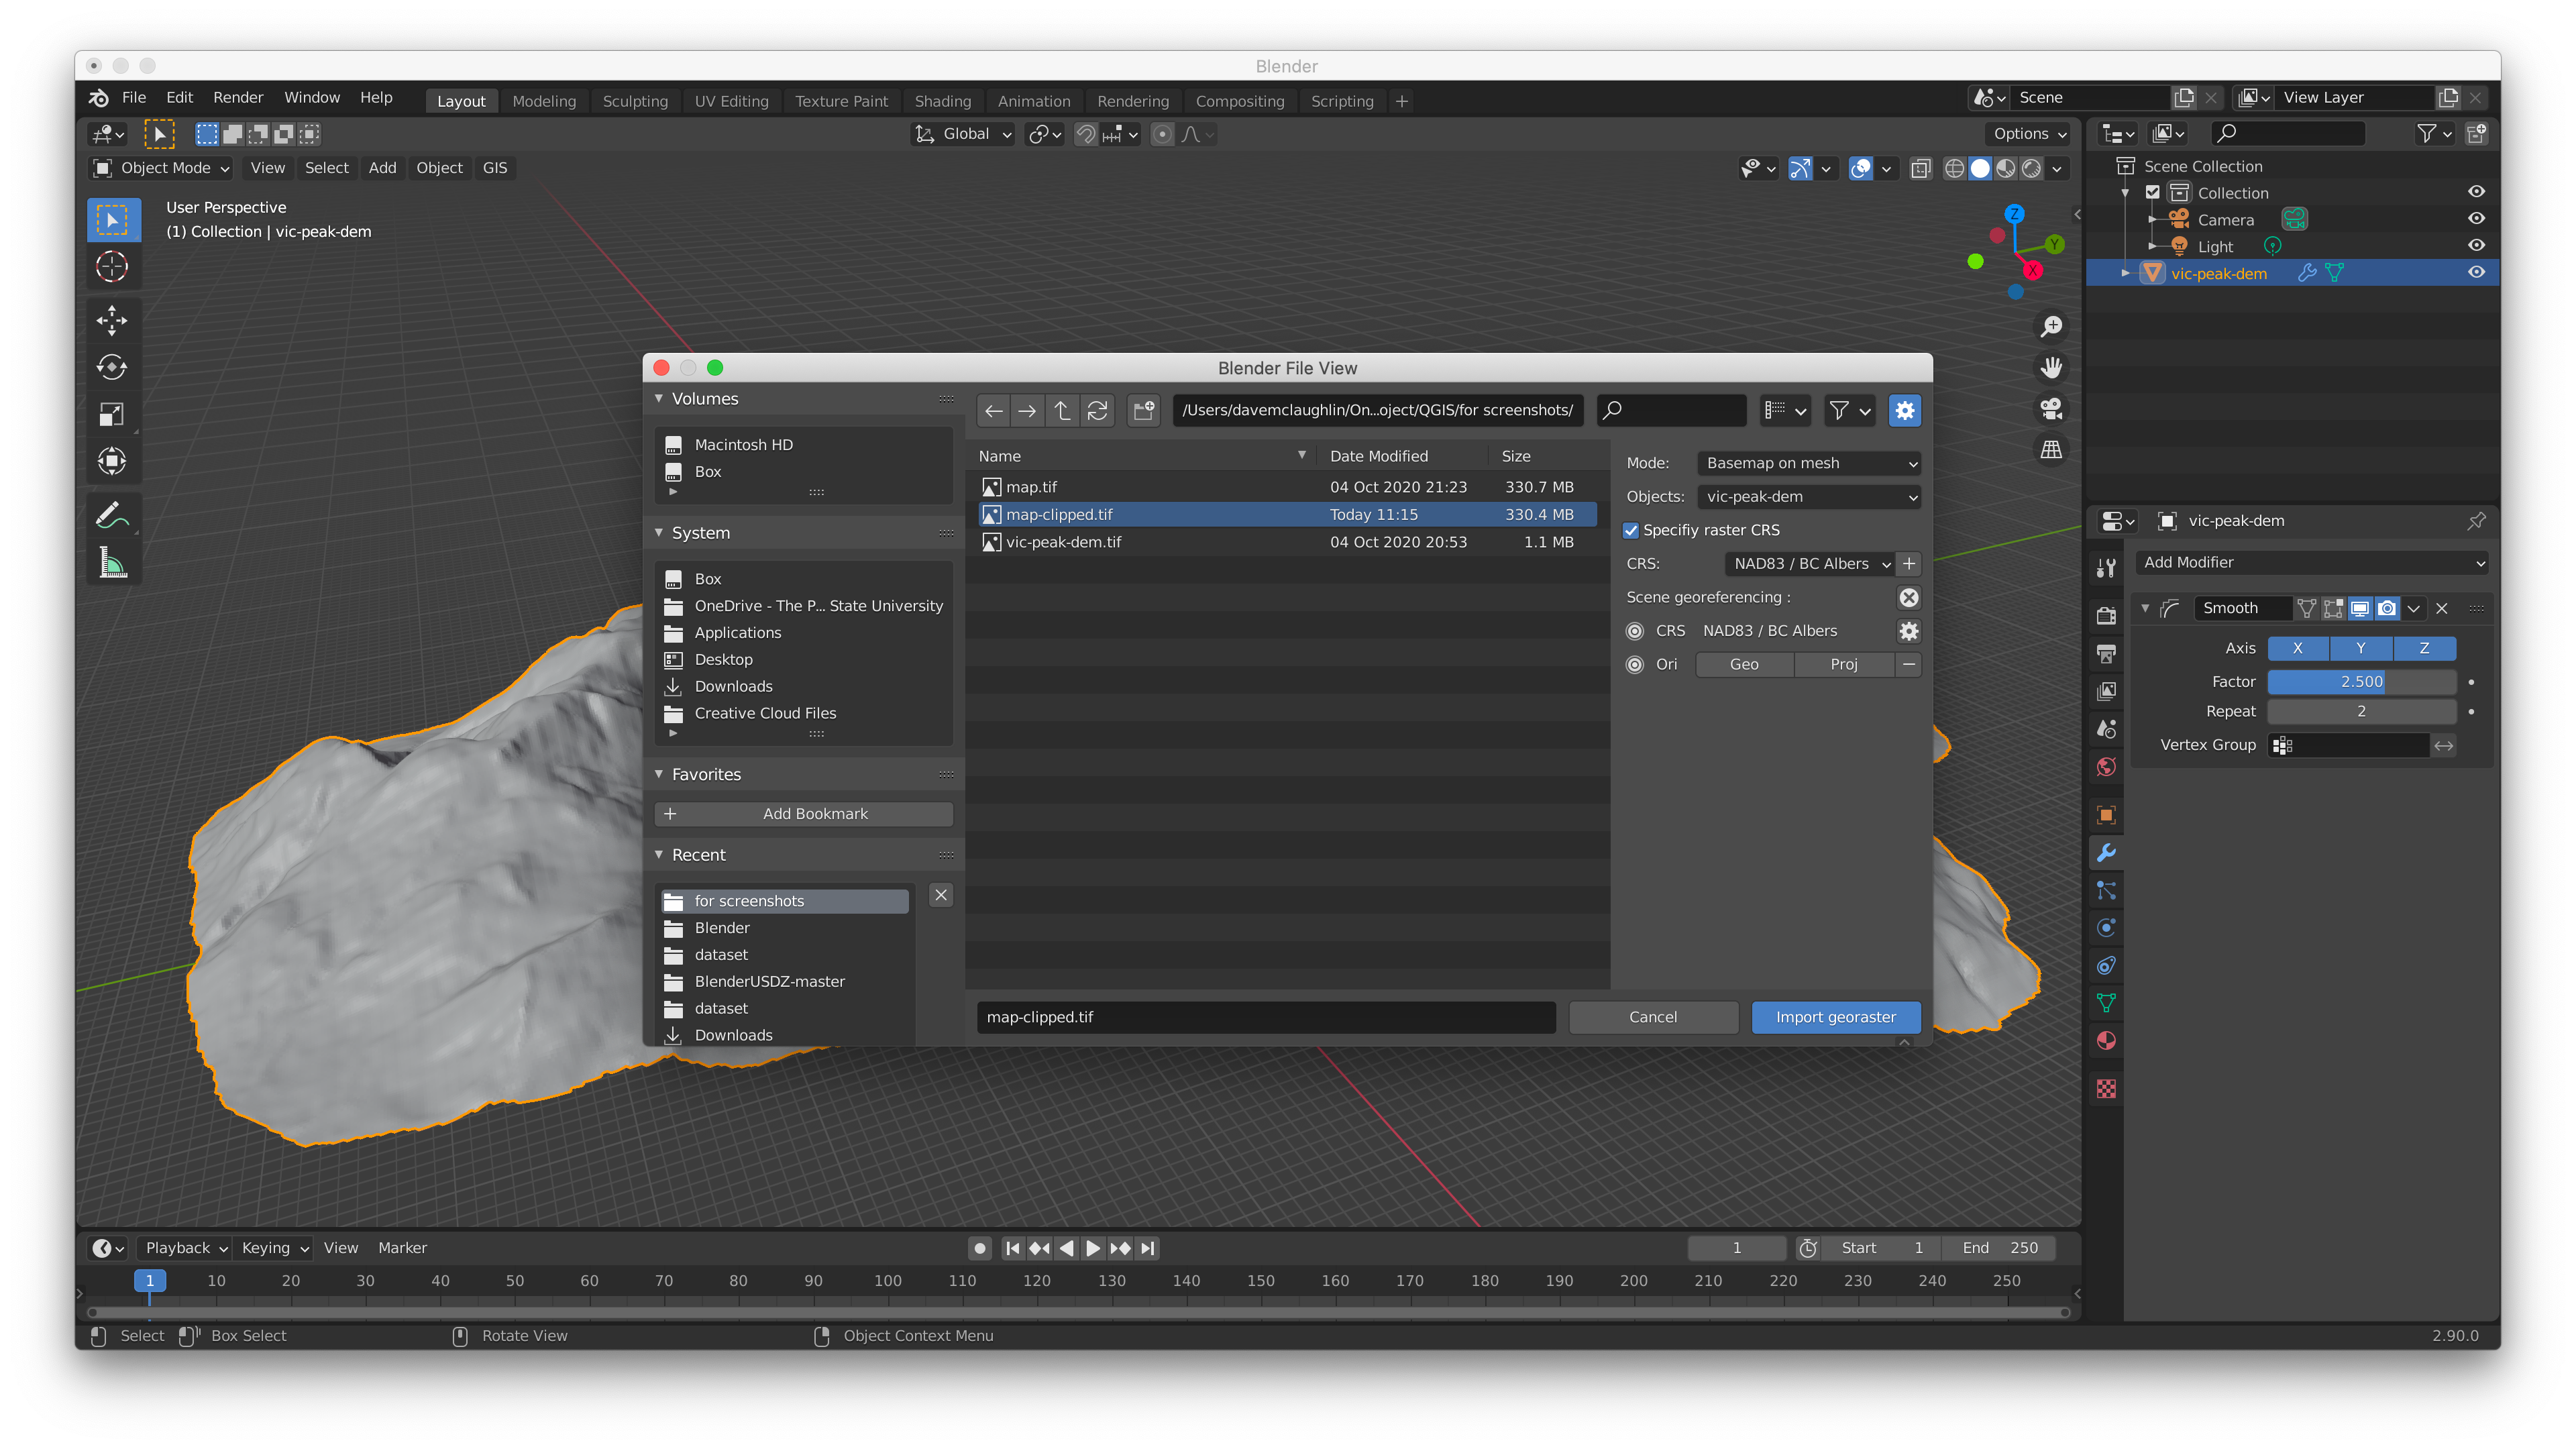 Blender
File Edit Render Window Help Layout Modeling Sculpting UV Editing Texture Paint Shading Animation Rendering Compositing Scripting + Scene View Layer
Global Options
Object Mode View Select Add Object GIS
User Perspective
(1) Collection | vic-peak-dem
Z
Y
X
Scene Collection
Collection
Camera
Light
vic-peak-dem
Blender File View
Volumes
Macintosh HD
Box
System
Box
OneDrive - The P... State University
Applications
Desktop
Downloads
Creative Cloud Files
Favorites
Add Bookmark
Recent
for screenshots
Blender
dataset
BlenderUSDZ-master
dataset
Downloads
/Users/davemclaughlin/On...oject/QGIS/for screenshots/
Name Date Modified Size
map.tif 04 Oct 2020 21:23 330.7 MB
map-clipped.tif Today 11:15 330.4 MB
vic-peak-dem.tif 04 Oct 2020 20:53 1.1 MB
Mode: Basemap on mesh
Objects: vic-peak-dem
Specifiy raster CRS
CRS: NAD83 / BC Albers
Scene georeferencing :
CRS NAD83 / BC Albers
Ori Geo Proj
map-clipped.tif Cancel Import georaster
vic-peak-dem
Add Modifier
Smooth
Axis X Y Z
Factor 2.500
Repeat 2
Vertex Group
Playback Keying View Marker 1 Start 1 End 250
1 10 20 30 40 50 60 70 80 90 100 110 120 130 140 150 160 170 180 190 200 210 220 230 240 250
Select Box Select Rotate View Object Context Menu 2.90.0